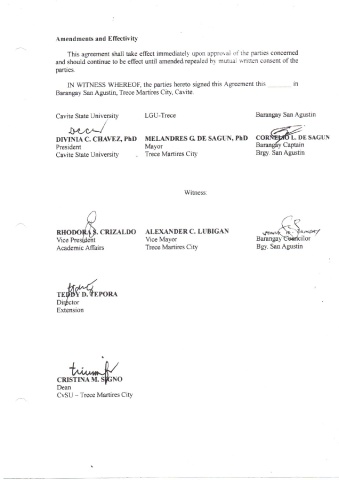 Amendments and Effectivity
This agreement shall take effect immediately upon approval of the parties concerned
and should continue to be effect until amended/repealed by mutual written consent of the
parties.
IN WITNESS WHEREOF, the parties hereto signed this Agreement this ________ in
Barangay San Agustin, Trece Martires City, Cavite.
Cavite State University LGU-Trece Barangay San Agustin
DIVINIA C. CHAVEZ, PhD MELANDRES G. DE SAGUN, PhD CORNELIO L. DE SAGUN
President Mayor Barangay Captain
Cavite State University Trece Martires City Brgy. San Agustin
Witness:
RHODORA S. CRIZALDO ALEXANDER C. LUBIGAN
Vice President Vice Mayor Barangay Councilor
Academic Affairs Trece Martires City Bgy. San Agustin
TEDDY D. TEPORA
Director
Extension
CRISTINA M. SIGNO
Dean
CvSU – Trece Martires City